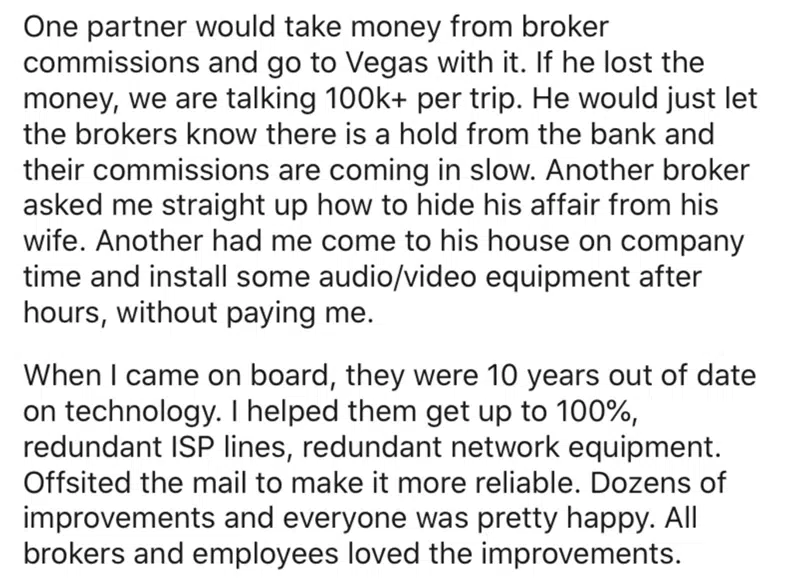 One partner would take money from broker
commissions and go to Vegas with it. If he lost the
money, we are talking 100k+ per trip. He would just let
the brokers know there is a hold from the bank and
their commissions are coming in slow. Another broker
asked me straight up how to hide his affair from his
wife. Another had me come to his house on company
time and install some audio/video equipment after
hours, without paying me.
When I came on board, they were 10 years out of date
on technology. I helped them get up to 100%,
redundant ISP lines, redundant network equipment.
Offsited the mail to make it more reliable. Dozens of
improvements and everyone was pretty happy. All
brokers and employees loved the improvements.